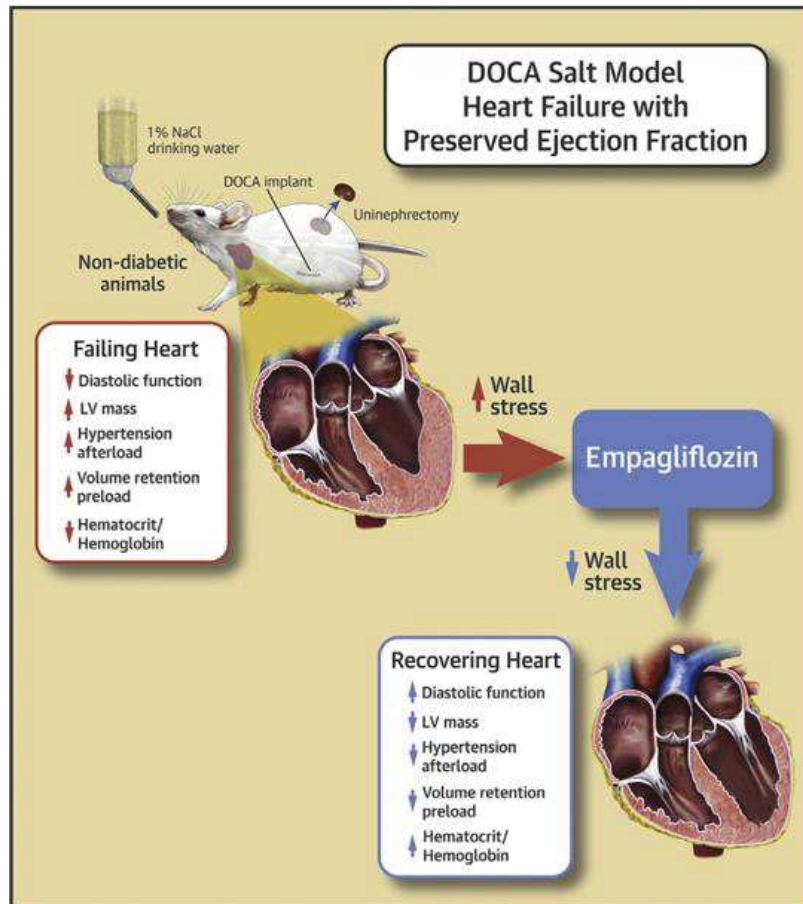 DOCA Salt Model
Heart Failure with
Preserved Ejection Fraction
1% NaCl
drinking water
DOCA implant
Uninephrectomy
Non-diabetic
animals
Failing Heart
Diastolic function
LV mass
Hypertension
afterload
Volume retention
preload
Hematocrit/
Hemoglobin
Wall
stress
Empagliflozin
Wall
stress
Recovering Heart
Diastolic function
LV mass
Hypertension
afterload
Volume retention
preload
Hematocrit/
Hemoglobin